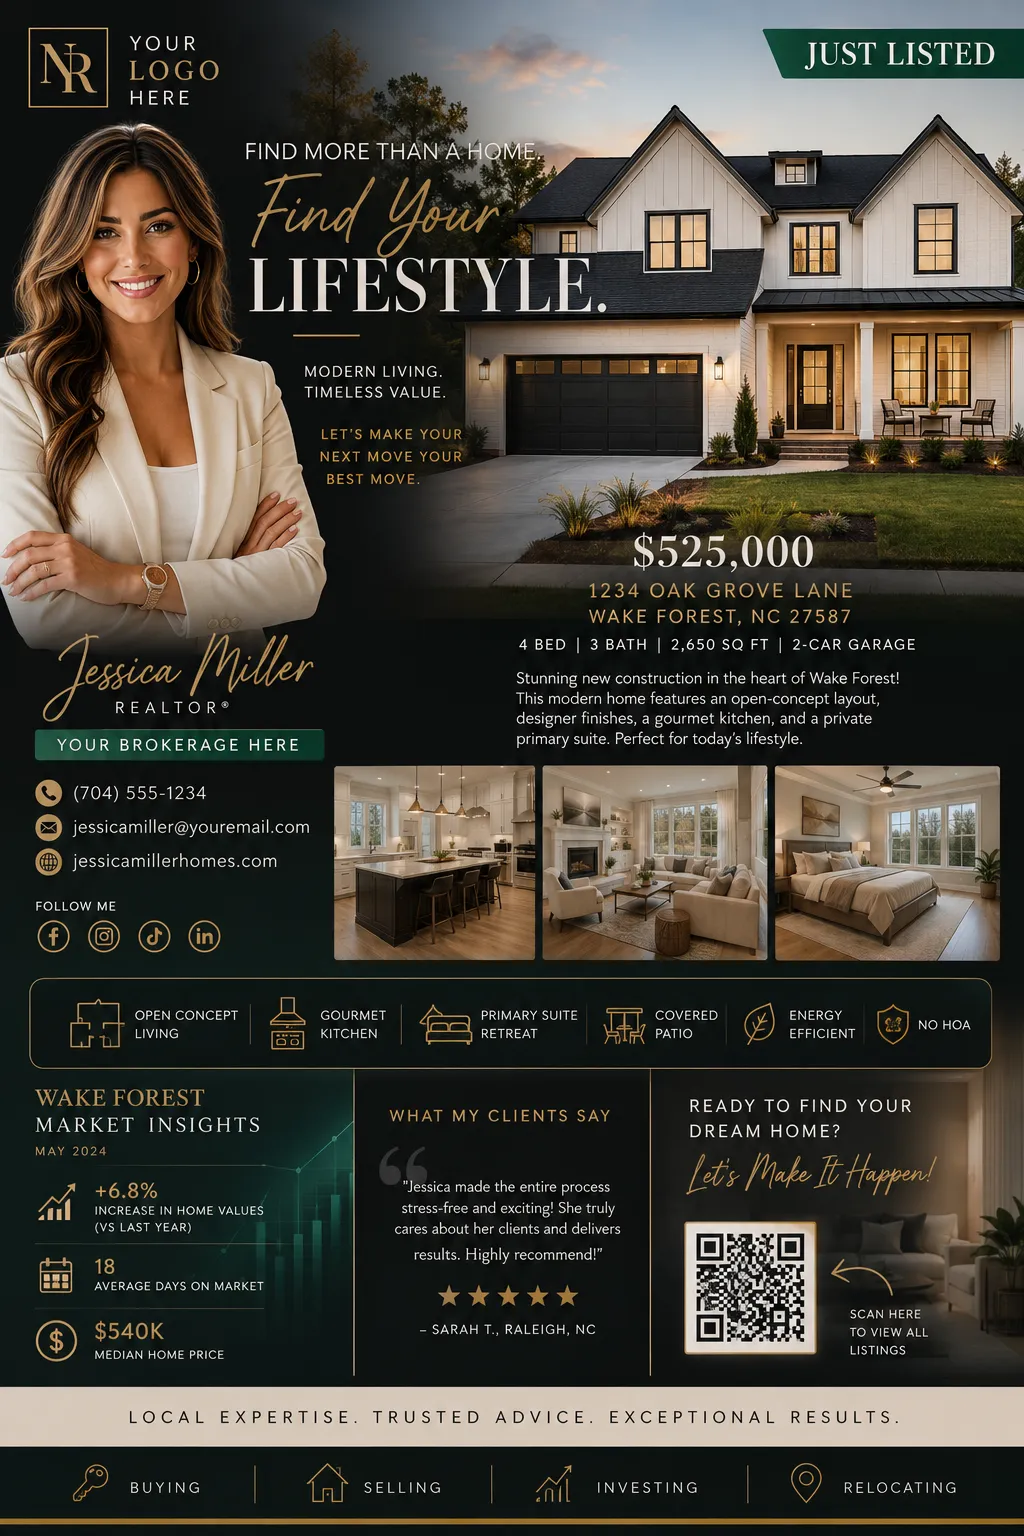 NR
YOUR
LOGO
HERE
JUST LISTED
FIND MORE THAN A HOME.
Find Your
LIFESTYLE.
MODERN LIVING.
TIMELESS VALUE.
LET'S MAKE YOUR
NEXT MOVE YOUR
BEST MOVE.
$525,000
1234 OAK GROVE LANE
WAKE FOREST, NC 27587
4 BED | 3 BATH | 2,650 SQ FT | 2-CAR GARAGE
Stunning new construction in the heart of Wake Forest!
This modern home features an open-concept layout,
designer finishes, a gourmet kitchen, and a private
primary suite. Perfect for today's lifestyle.
Jessica Miller
REALTOR®
YOUR BROKERAGE HERE
(704) 555-1234
jessicamiller@youremail.com
jessicamillerhomes.com
FOLLOW ME
OPEN CONCEPT
LIVING
GOURMET
KITCHEN
PRIMARY SUITE
RETREAT
COVERED
PATIO
ENERGY
EFFICIENT
NO HOA
WAKE FOREST
MARKET INSIGHTS
MAY 2024
+6.8%
INCREASE IN HOME VALUES
(VS LAST YEAR)
18
AVERAGE DAYS ON MARKET
$540K
MEDIAN HOME PRICE
WHAT MY CLIENTS SAY
"Jessica made the entire process
stress-free and exciting! She truly
cares about her clients and delivers
results. Highly recommend!"
– SARAH T., RALEIGH, NC
READY TO FIND YOUR
DREAM HOME?
Let's Make It Happen!
SCAN HERE
TO VIEW ALL
LISTINGS
LOCAL EXPERTISE. TRUSTED ADVICE. EXCEPTIONAL RESULTS.
BUYING
SELLING
INVESTING
RELOCATING